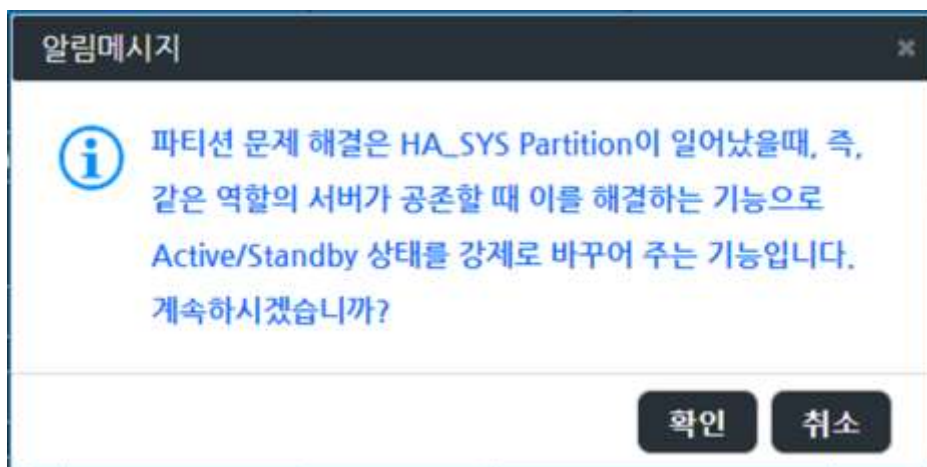 알림메시지
파티션 문제 해결은 HA_SYS Partition이 일어났을때, 즉,
같은 역할의 서버가 공존할 때 이를 해결하는 기능으로
Active/Standby 상태를 강제로 바꾸어 주는 기능입니다.
계속하시겠습니까?
확인 취소